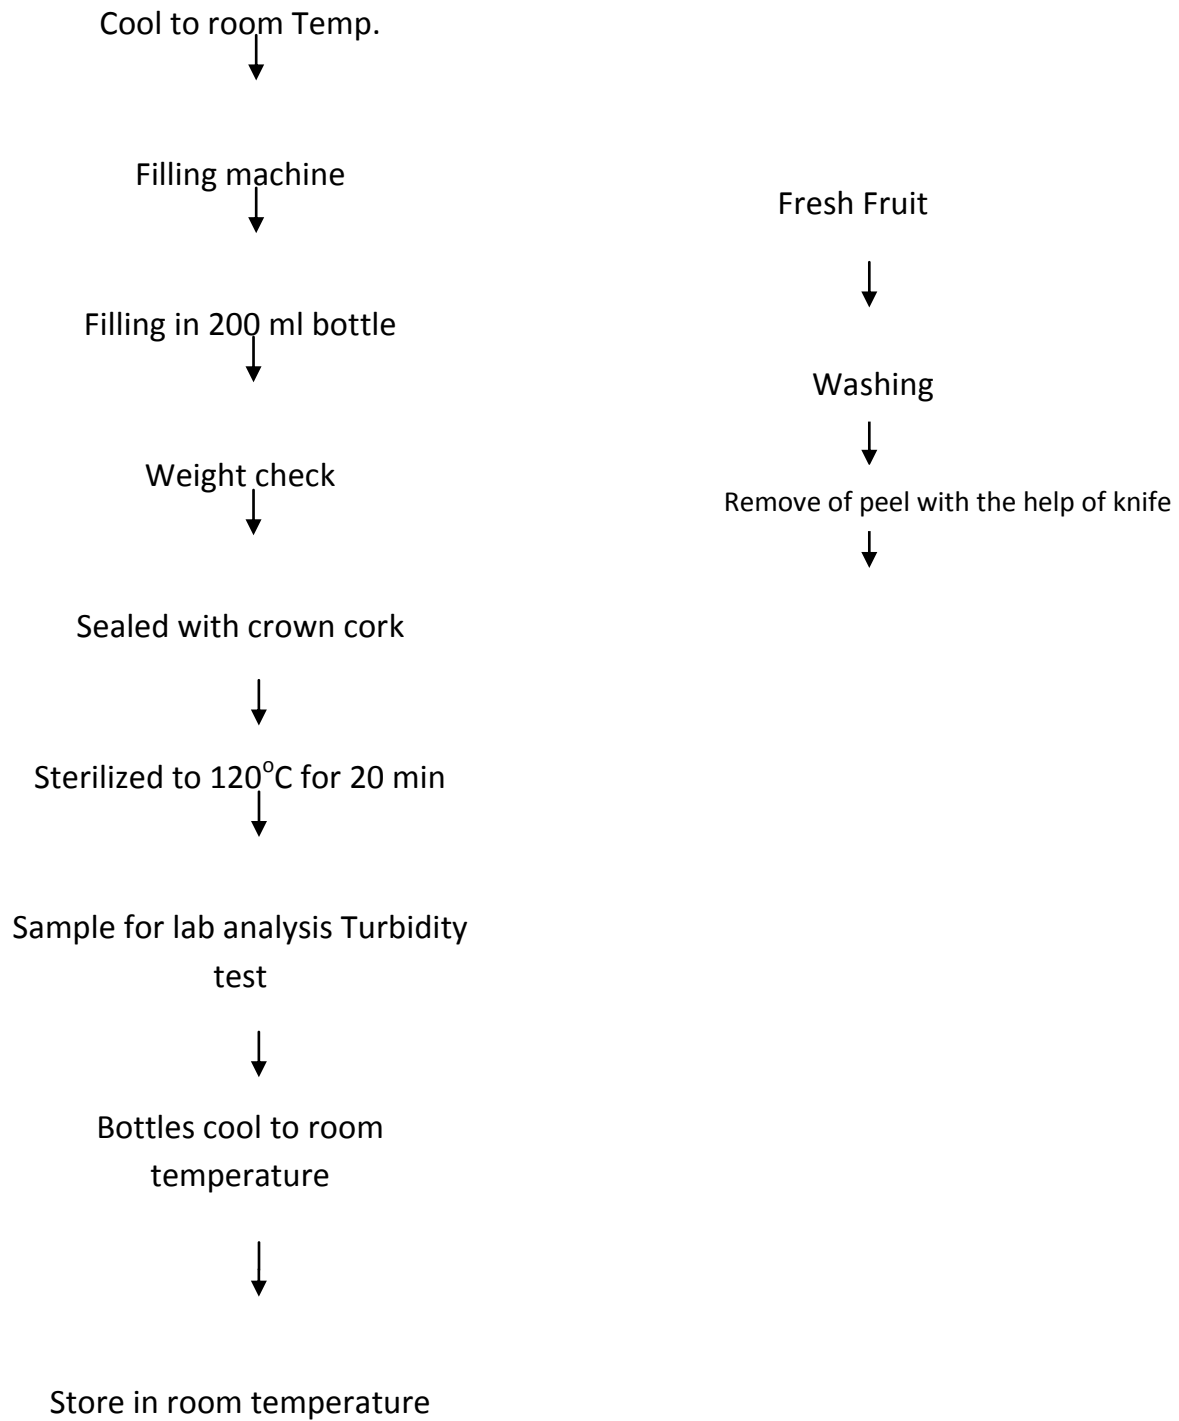 Cool to room Temp.
Filling machine
Filling in 200 ml bottle
Weight check
Sealed with crown cork
Sterilized to 120°C for 20 min
Sample for lab analysis Turbidity
test
Bottles cool to room
temperature
Store in room temperature
Fresh Fruit
Washing
Remove of peel with the help of knife